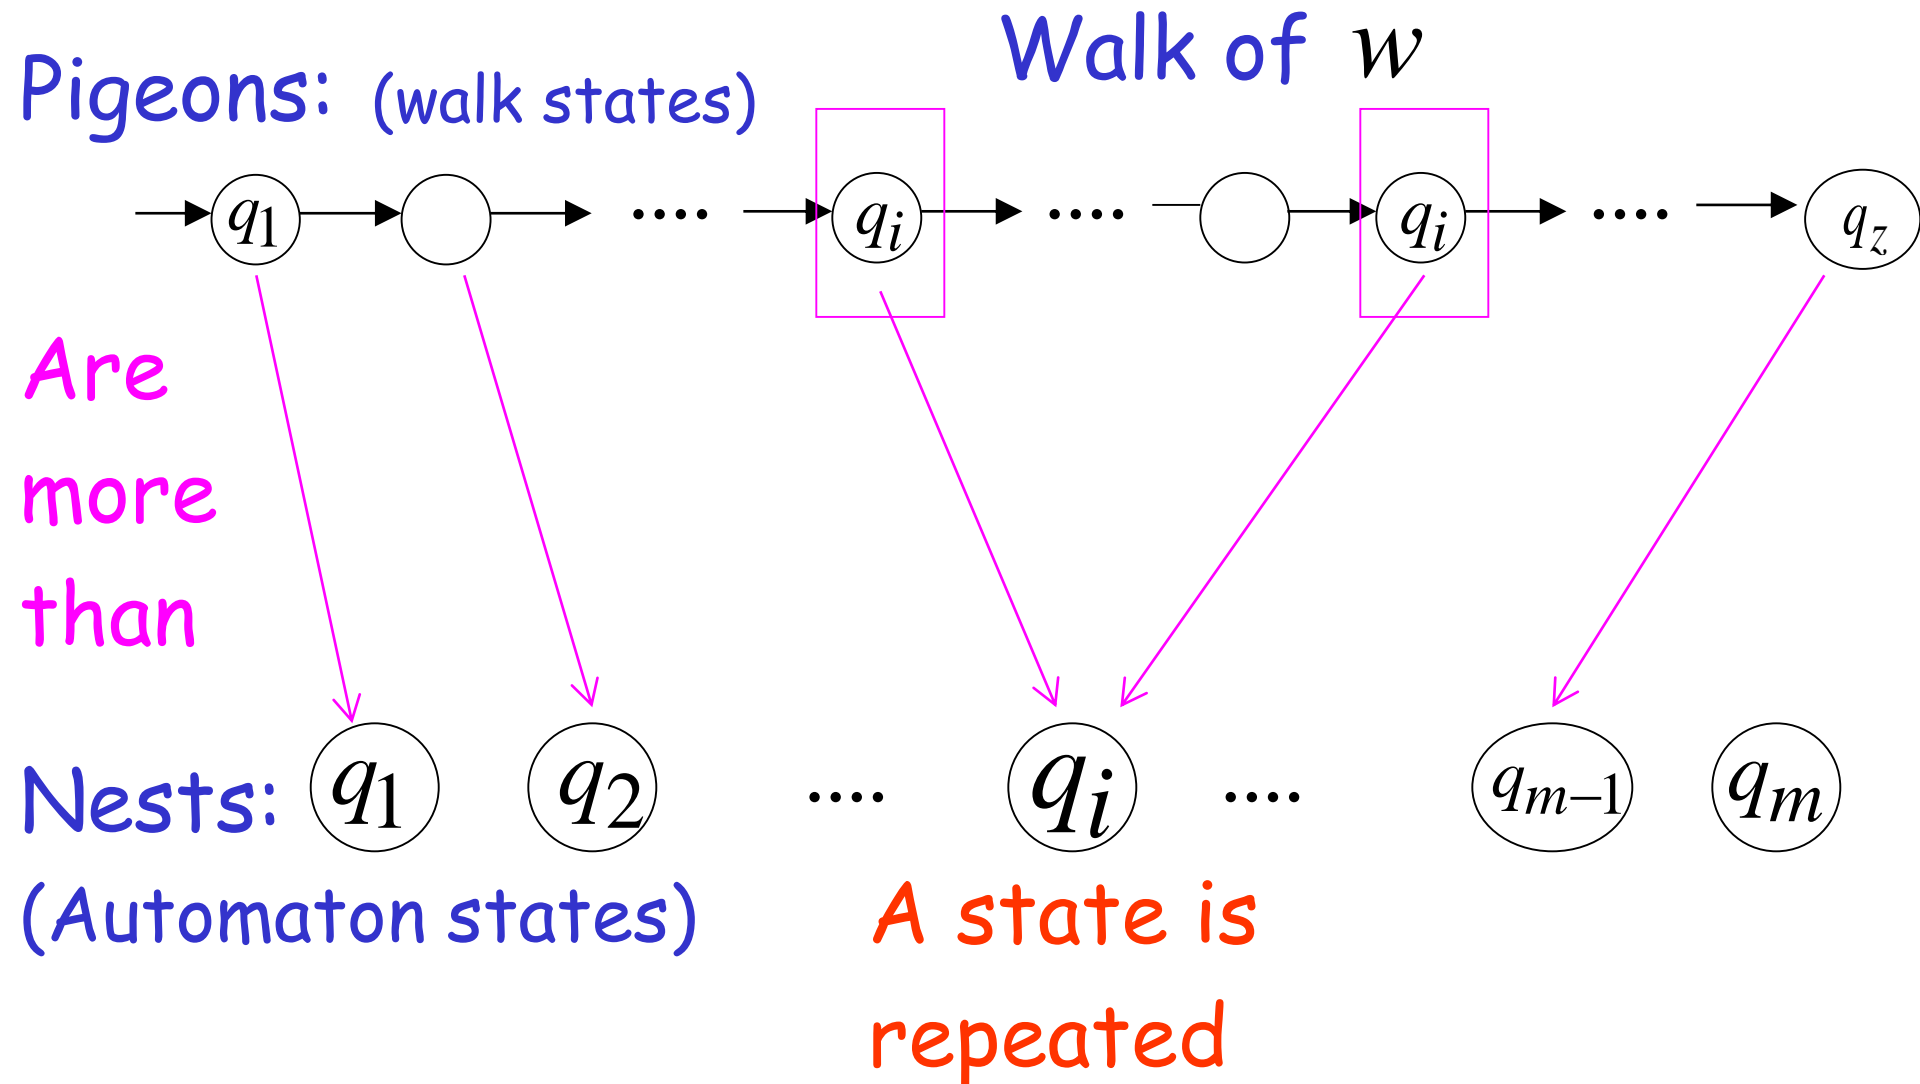 Walk of w
Pigeons: (walk states)
q1 .... qi .... qi .... qz
Are
more
than
Nests: q1 q2 .... qi .... qm−1 qm
(Automaton states)
A state is
repeated